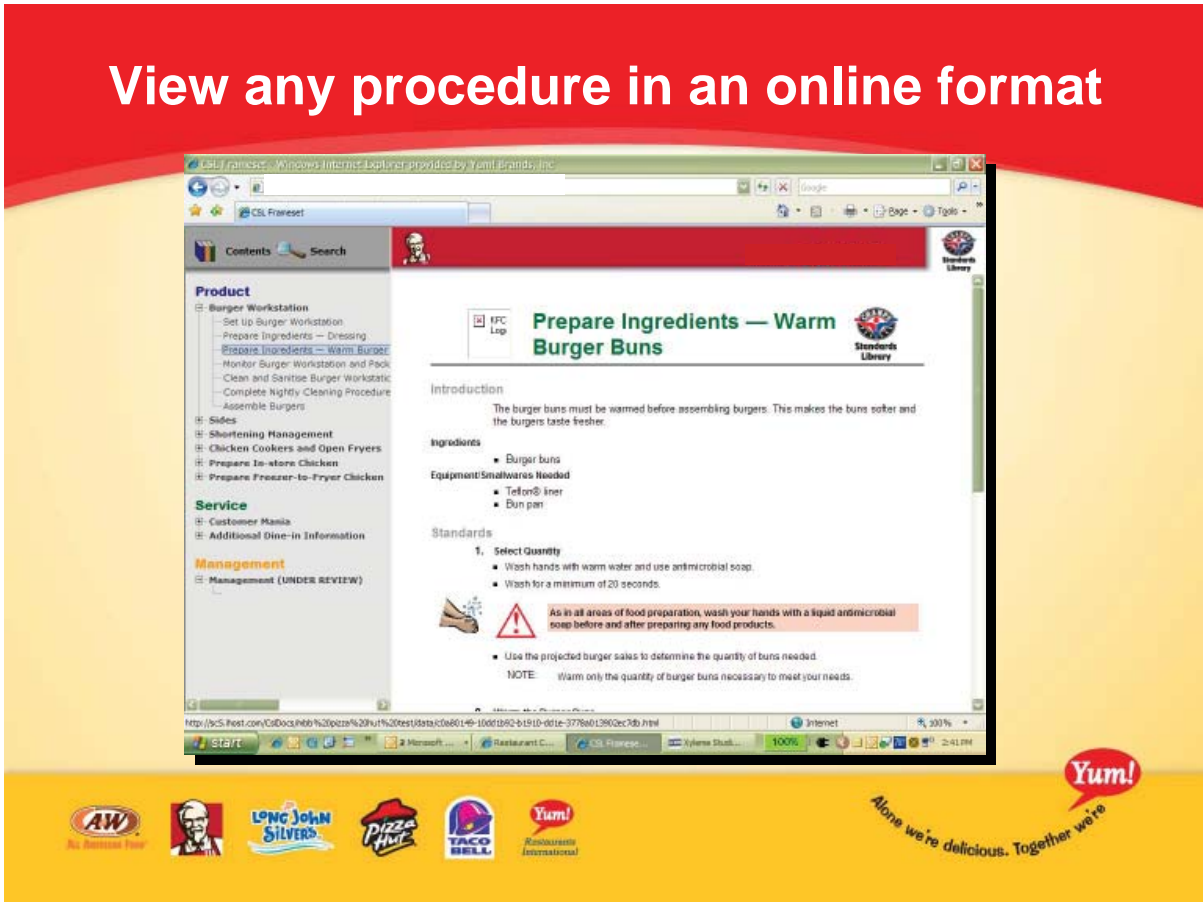 View any procedure in an online format
CSL Frameset - Windows Internet Explorer provided by Yum! Brands, Inc
Google
CSL Frameset
Page
Tools
Contents
Search
Standards
Library
Product
Burger Workstation
Set Up Burger Workstation
Prepare Ingredients — Dressing
Prepare Ingredients — Warm Burger
Monitor Burger Workstation and Pack
Clean and Sanitise Burger Workstatic
Complete Nightly Cleaning Procedure
Assemble Burgers
Sides
Shortening Management
Chicken Cookers and Open Fryers
Prepare In-store Chicken
Prepare Freezer-to-Fryer Chicken
Service
Customer Mania
Additional Dine-in Information
Management
Management (UNDER REVIEW)
KFC
Logo
Prepare Ingredients — Warm
Burger Buns
Standards
Library
Introduction
The burger buns must be warmed before assembling burgers. This makes the buns softer and
the burgers taste fresher.
Ingredients
Burger buns
Equipment/Smallwares Needed
Teflon® liner
Bun pan
Standards
1. Select Quantity
Wash hands with warm water and use antimicrobial soap.
Wash for a minimum of 20 seconds.
As in all areas of food preparation, wash your hands with a liquid antimicrobial
soap before and after preparing any food products.
Use the projected burger sales to determine the quantity of buns needed.
NOTE: Warm only the quantity of burger buns necessary to meet your needs.
Internet
100%
start
2 Microsoft ...
Restaurant C...
CSL Framese...
100%
2:41 PM
A&W
All American Food
LONG JOHN
SILVER'S
Pizza
Hut
TACO
BELL
Yum!
Restaurants
International
Yum!
Alone we're delicious. Together we're